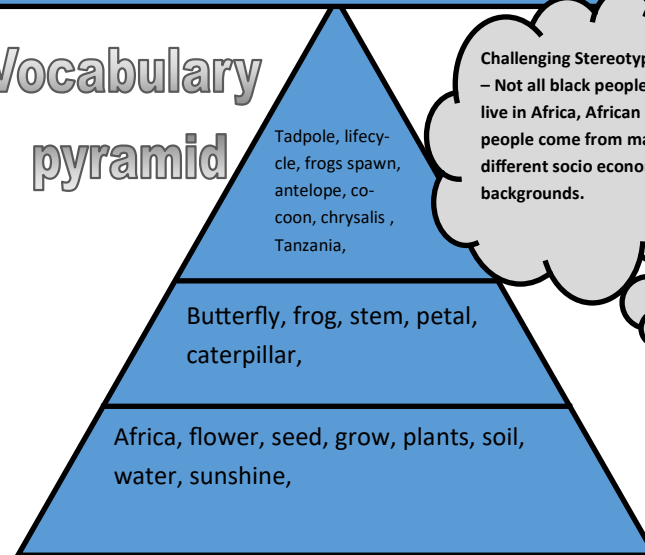 Vocabulary
pyramid
Challenging Stereotyp
– Not all black people
live in Africa, African
people come from ma
different socio econo
backgrounds.
Tadpole, lifecy-
cle, frogs spawn,
antelope, co-
coon, chrysalis ,
Tanzania,
Butterfly, frog, stem, petal,
caterpillar,
Africa, flower, seed, grow, plants, soil,
water, sunshine,